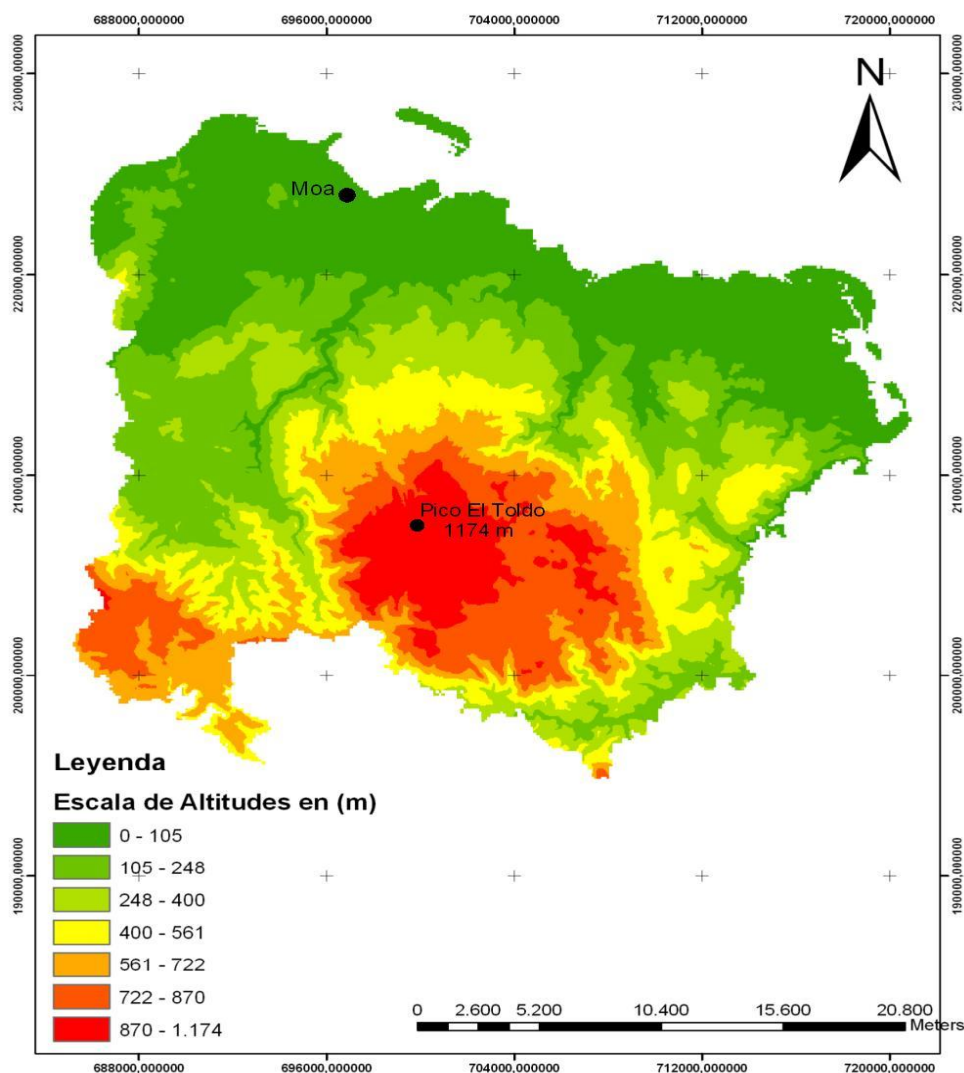 688000,000000 696000,000000 704000,000000 712000,000000 720000,000000
230000,000000 230000,000000
N
Moa
220000,000000 220000,000000
210000,000000 210000,000000
Pico El Toldo
1174 m
200000,000000 200000,000000
Leyenda
Escala de Altitudes en (m)
0 - 105
105 - 248
248 - 400
400 - 561
561 - 722
722 - 870
870 - 1.174
190000,000000 190000,000000
0 2.600 5.200 10.400 15.600 20.800
Meters
688000,000000 696000,000000 704000,000000 712000,000000 720000,000000